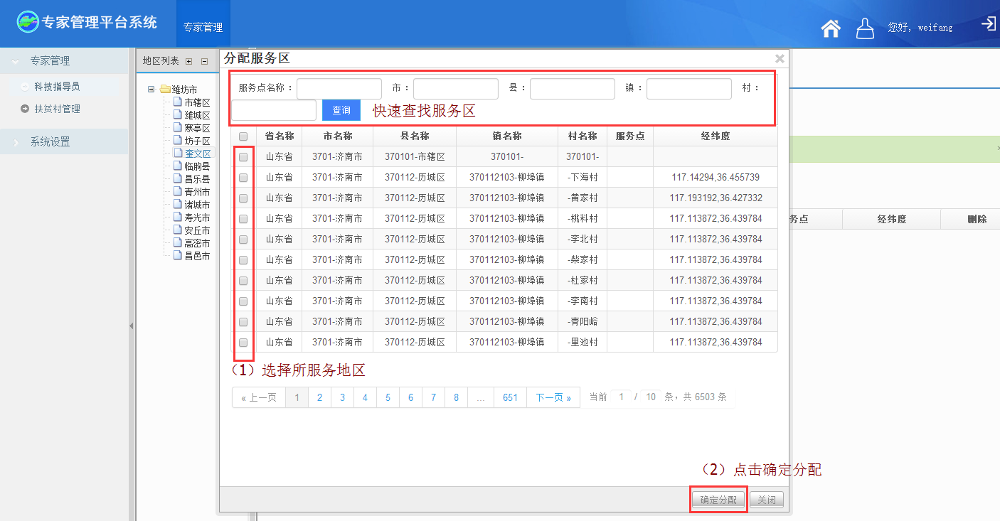 专家管理平台系统
专家管理
您好, weifang
专家管理
科技指导员
扶贫村管理
系统设置
地区列表
潍坊市
市辖区
潍城区
寒亭区
坊子区
奎文区
临朐县
昌乐县
青州市
诸城市
寿光市
安丘市
高密市
昌邑市
分配服务区 ×
服务点名称： 市： 县： 镇： 村：
查询 快速查找服务区
省名称 市名称 县名称 镇名称 村名称 服务点 经纬度
山东省 3701-济南市 370101-市辖区 370101- 370101-
山东省 3701-济南市 370112-历城区 370112103-柳埠镇 -下海村 117.14294,36.455739
山东省 3701-济南市 370112-历城区 370112103-柳埠镇 -黄家村 117.193192,36.427332
山东省 3701-济南市 370112-历城区 370112103-柳埠镇 -桃科村 117.113872,36.439784
山东省 3701-济南市 370112-历城区 370112103-柳埠镇 -李北村 117.113872,36.439784
山东省 3701-济南市 370112-历城区 370112103-柳埠镇 -柴家村 117.113872,36.439784
山东省 3701-济南市 370112-历城区 370112103-柳埠镇 -杜家村 117.113872,36.439784
山东省 3701-济南市 370112-历城区 370112103-柳埠镇 -李南村 117.113872,36.439784
山东省 3701-济南市 370112-历城区 370112103-柳埠镇 -青阳峪 117.113872,36.439784
山东省 3701-济南市 370112-历城区 370112103-柳埠镇 -里池村 117.113872,36.439784
（1）选择所服务地区
« 上一页 1 2 3 4 5 6 7 8 ... 651 下一页 » 当前 1 / 10 条，共 6503 条
（2）点击确定分配
确定分配 关闭
务点 经纬度 删除